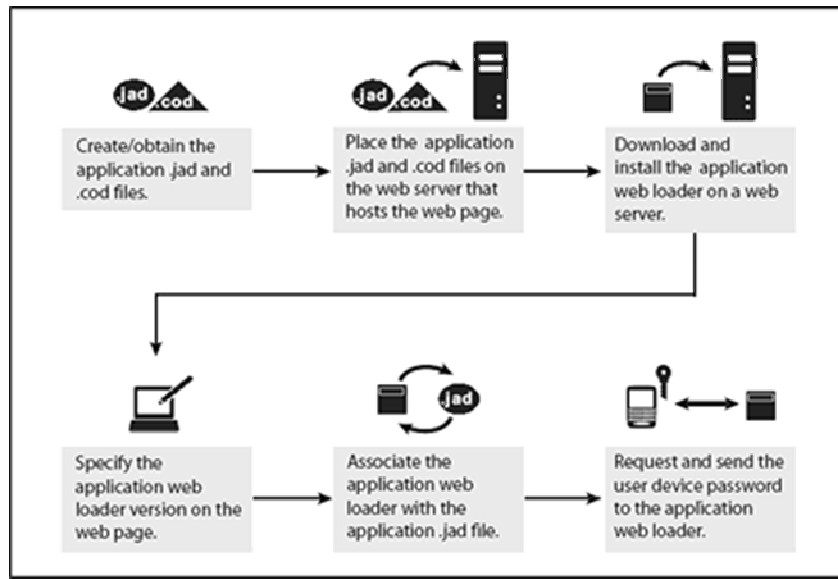 .jad .cod
Create/obtain the
application .jad and
.cod files.
.jad .cod
Place the application
.jad and .cod files on
the web server that
hosts the web page.
Download and
install the application
web loader on a web
server.
Specify the
application web
loader version on the
web page.
.jad
Associate the
application web
loader with the
application .jad file.
Request and send the
user device password
to the application
web loader.